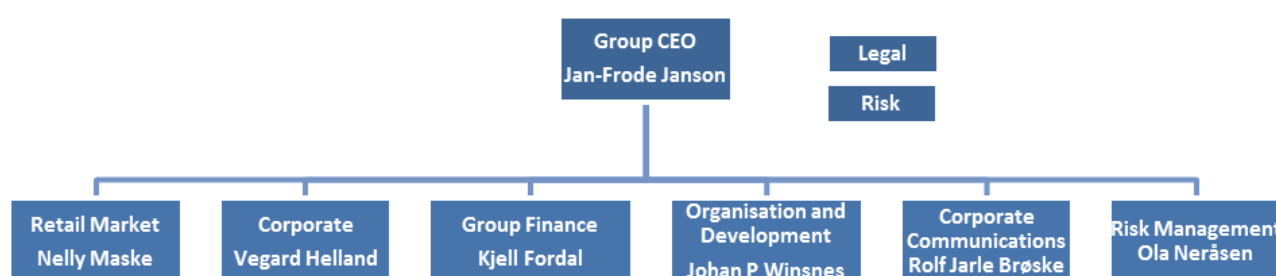 Group CEO
Jan-Frode Janson
Legal
Risk
Retail Market
Nelly Maske
Corporate
Vegard Helland
Group Finance
Kjell Fordal
Organisation and
Development
Johan P Winsnes
Corporate
Communications
Rolf Jarle Brøske
Risk Management
Ola Neråsen